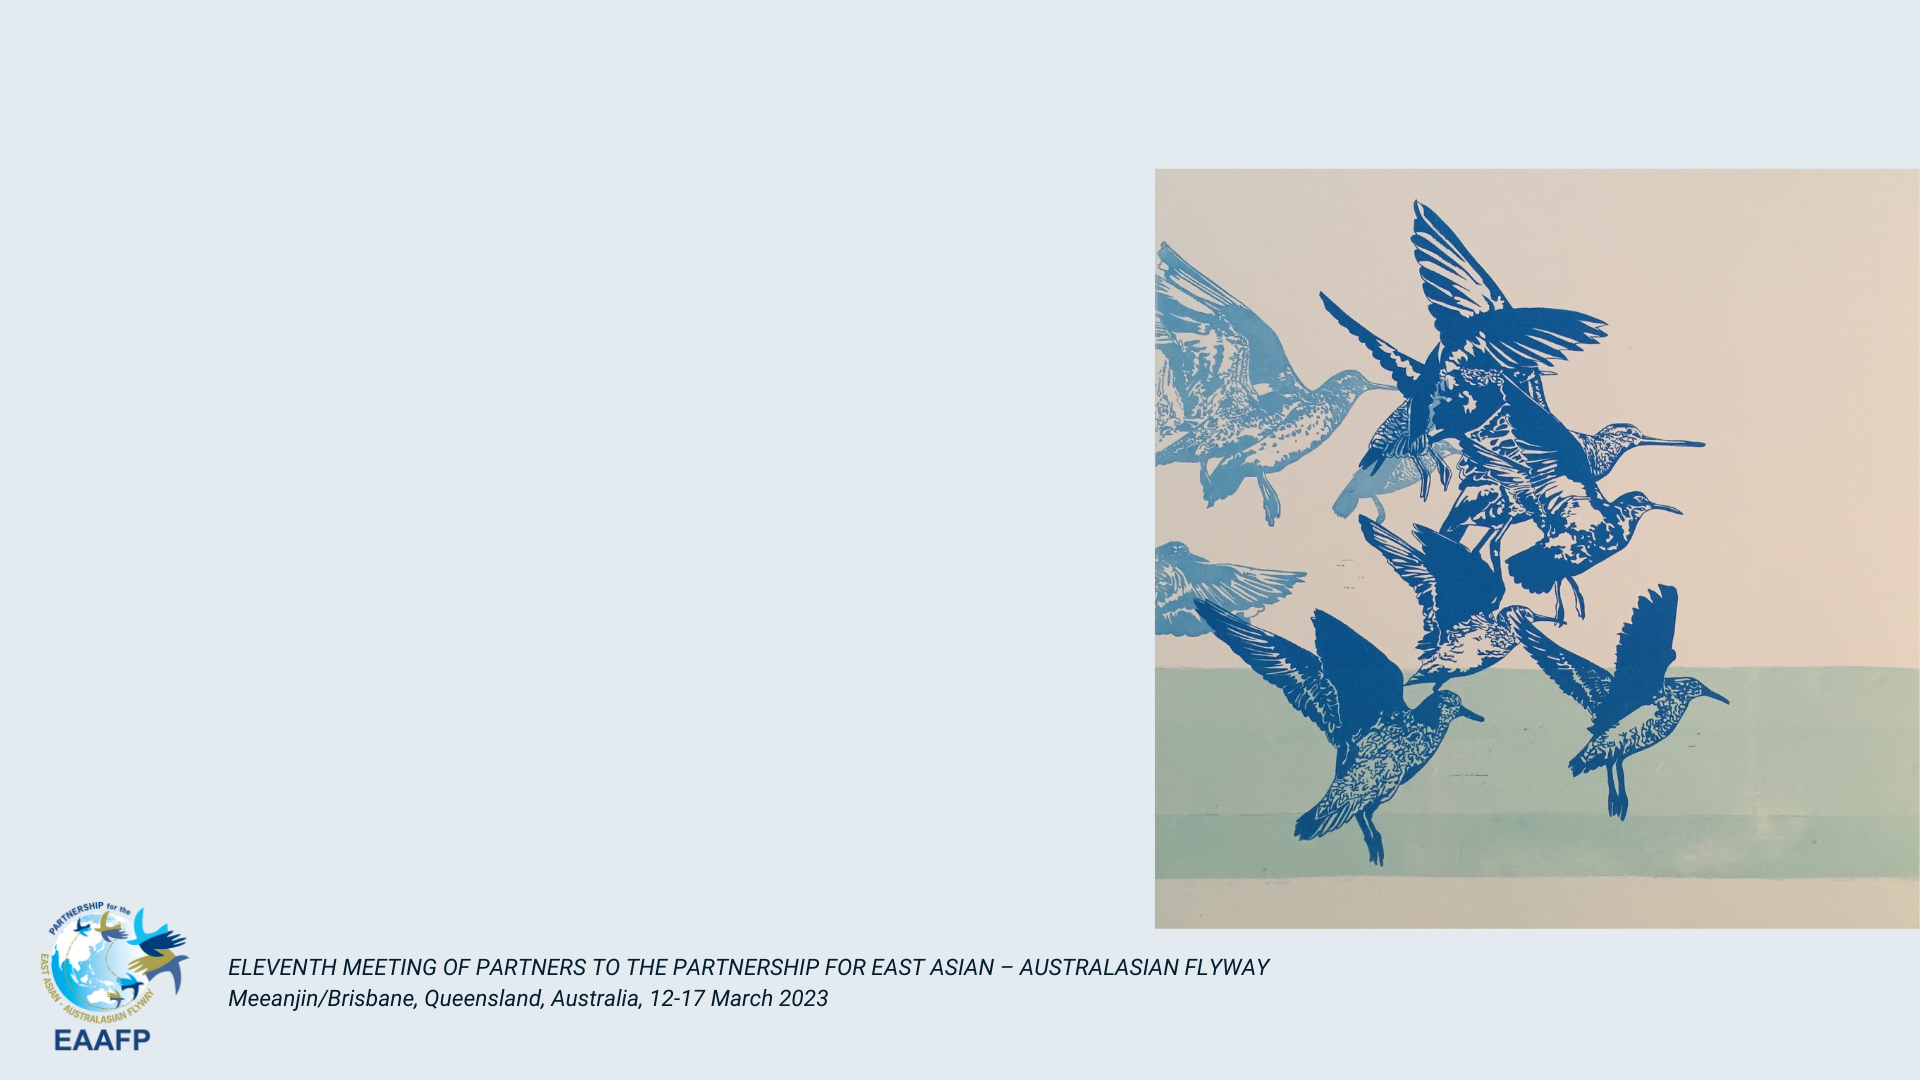 PARTNERSHIP for the
EAST ASIAN - AUSTRALASIAN FLYWAY
EAAFP
ELEVENTH MEETING OF PARTNERS TO THE PARTNERSHIP FOR EAST ASIAN – AUSTRALASIAN FLYWAY
Meeanjin/Brisbane, Queensland, Australia, 12-17 March 2023